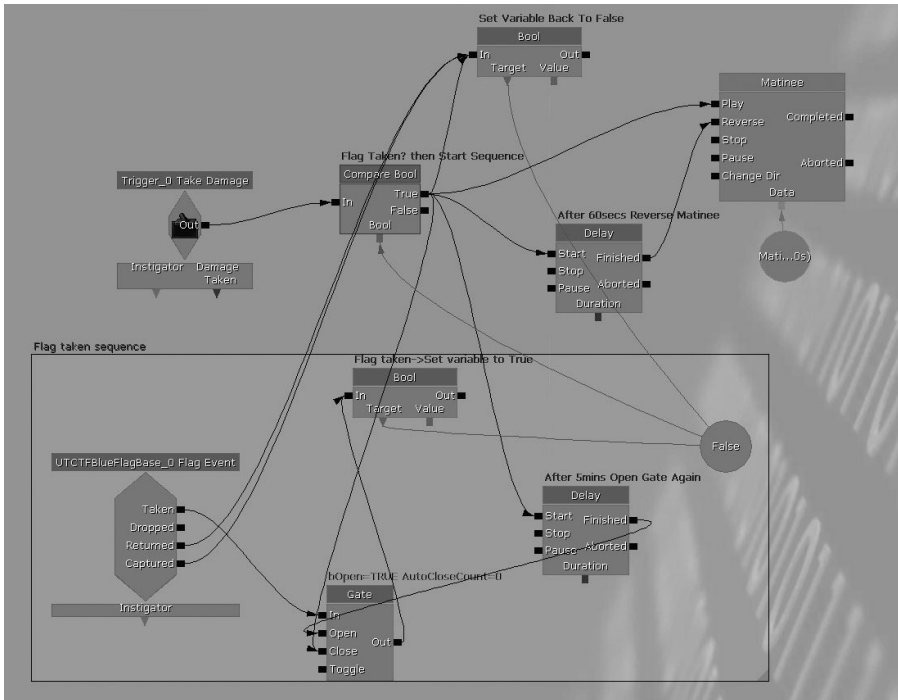 Set Variable Back To False
Bool
In Out
Target Value
Matinee
Play
Completed
Reverse
Stop
Pause
Aborted
Change Dir
Data
Mati...0s)
Flag Taken? then Start Sequence
Compare Bool
True
In
False
Bool
Trigger_0 Take Damage
Out
Instigator Damage
Taken
After 60secs Reverse Matinee
Delay
Start Finished
Stop
Pause Aborted
Duration
Flag taken sequence
Flag taken->Set variable to True
Bool
In Out
Target Value
False
UTCTFBlueFlagBase_0 Flag Event
Taken
Dropped
Returned
Captured
Instigator
After 5mins Open Gate Again
Delay
Start Finished
Stop
Pause Aborted
Duration
bOpen=TRUE AutoCloseCount=0
Gate
In
Open
Out
Close
Toggle